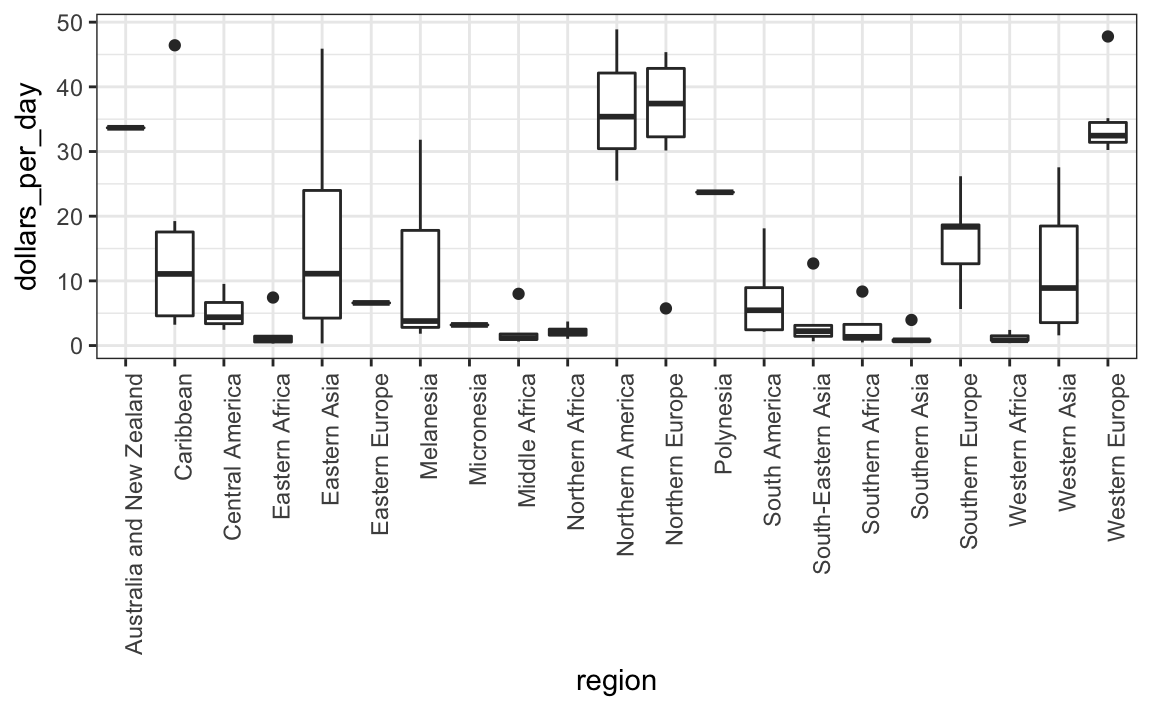 dollars_per_day
50
40
30
20
10
0
Australia and New Zealand
Caribbean
Central America
Eastern Africa
Eastern Asia
Eastern Europe
Melanesia
Micronesia
Middle Africa
Northern Africa
Northern America
Northern Europe
Polynesia
South America
South-Eastern Asia
Southern Africa
Southern Asia
Southern Europe
Western Africa
Western Asia
Western Europe
region